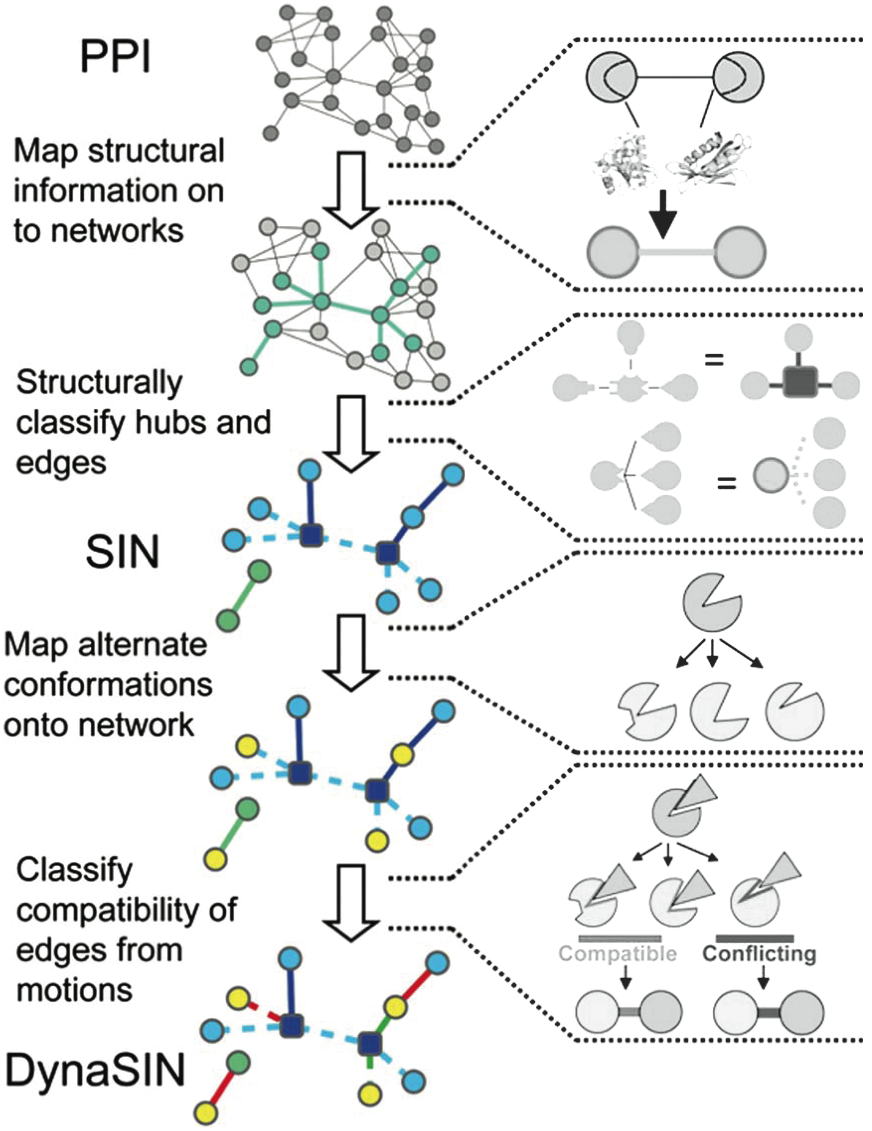 PPI
Map structural
information on
to networks
=
Structurally
classify hubs and
edges
=
SIN
Map alternate
conformations
onto network
Classify
compatibility of
edges from
motions
Compatible Conflicting
DynaSIN